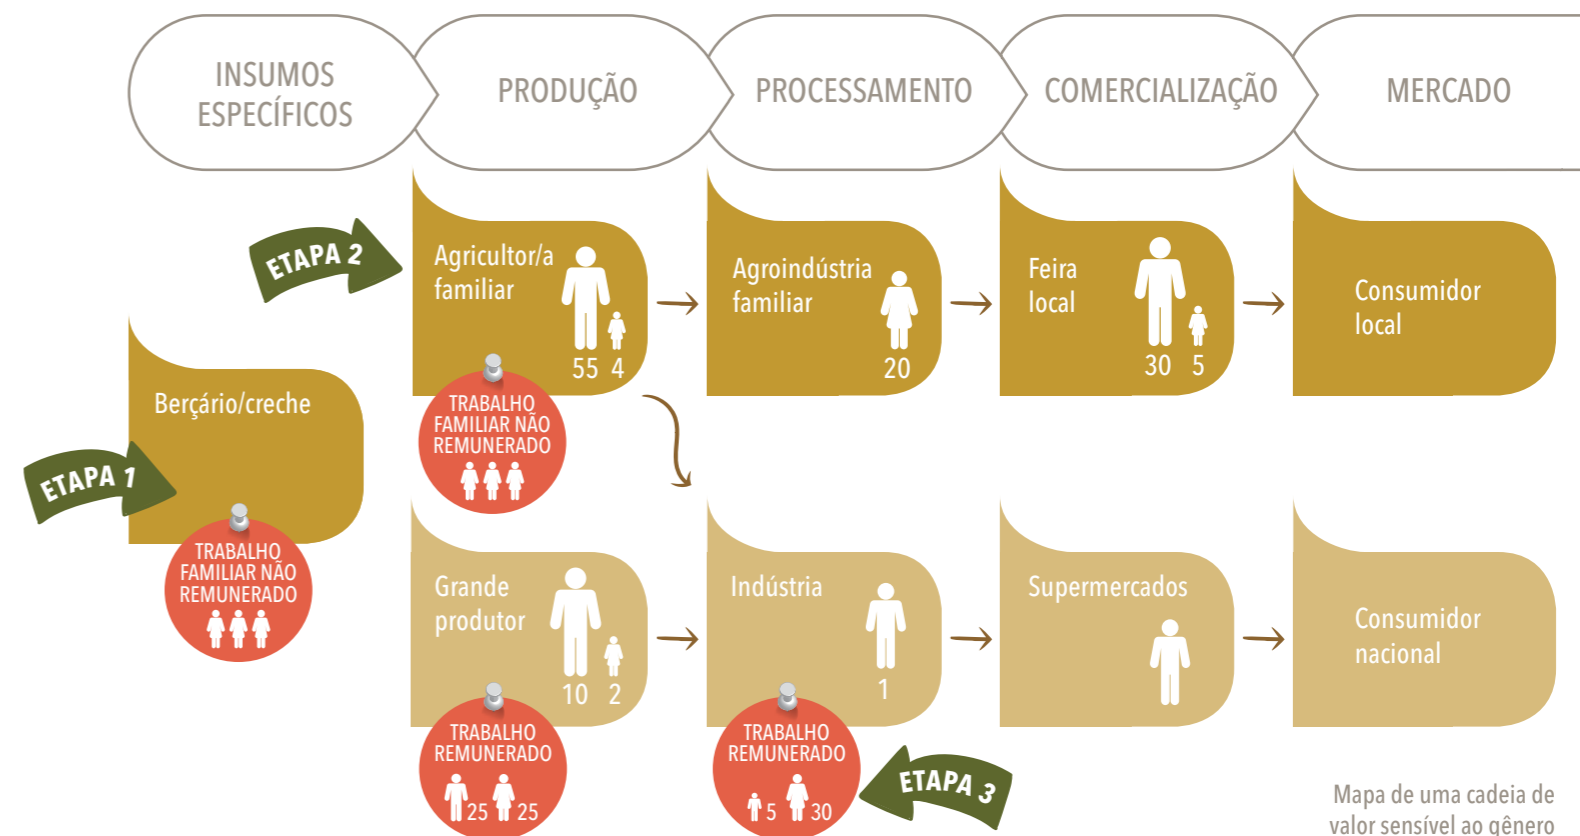 INSUMOS
ESPECÍFICOS
PRODUÇÃO
PROCESSAMENTO
COMERCIALIZAÇÃO
MERCADO
ETAPA 2
Agricultor/a
familiar
55 4
TRABALHO
FAMILIAR NÃO
REMUNERADO
Agroindústria
familiar
20
Feira
local
30 5
Consumidor
local
Berçário/creche
ETAPA 1
TRABALHO
FAMILIAR NÃO
REMUNERADO
Grande
produtor
10 2
TRABALHO
REMUNERADO
25 25
Indústria
1
TRABALHO
REMUNERADO
5 30
ETAPA 3
Supermercados
Consumidor
nacional
Mapa de uma cadeia de
valor sensível ao gênero